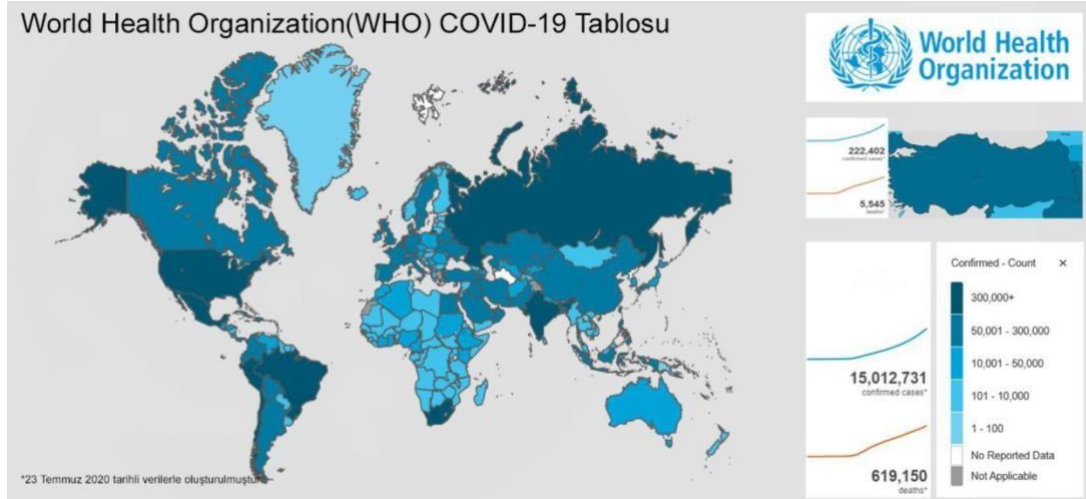 World Health Organization(WHO) COVID-19 Tablosu
World Health
Organization
222,402
confirmed cases*
5,545
deaths*
Confirmed - Count ×
300,000+
50,001 - 300,000
10,001 - 50,000
101 - 10,000
1 - 100
No Reported Data
Not Applicable
15,012,731
confirmed cases*
619,150
deaths*
*23 Temmuz 2020 tarihli verilerle oluşturulmuştur